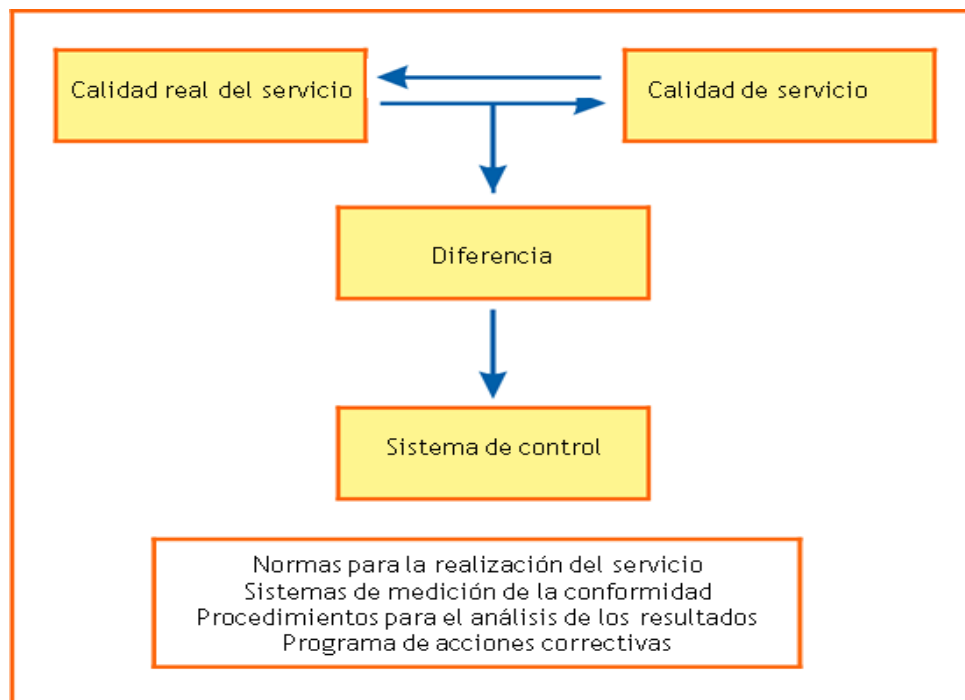 Calidad real del servicio
Calidad de servicio
Diferencia
Sistema de control
Normas para la realización del servicio
Sistemas de medición de la conformidad
Procedimientos para el análisis de los resultados
Programa de acciones correctivas